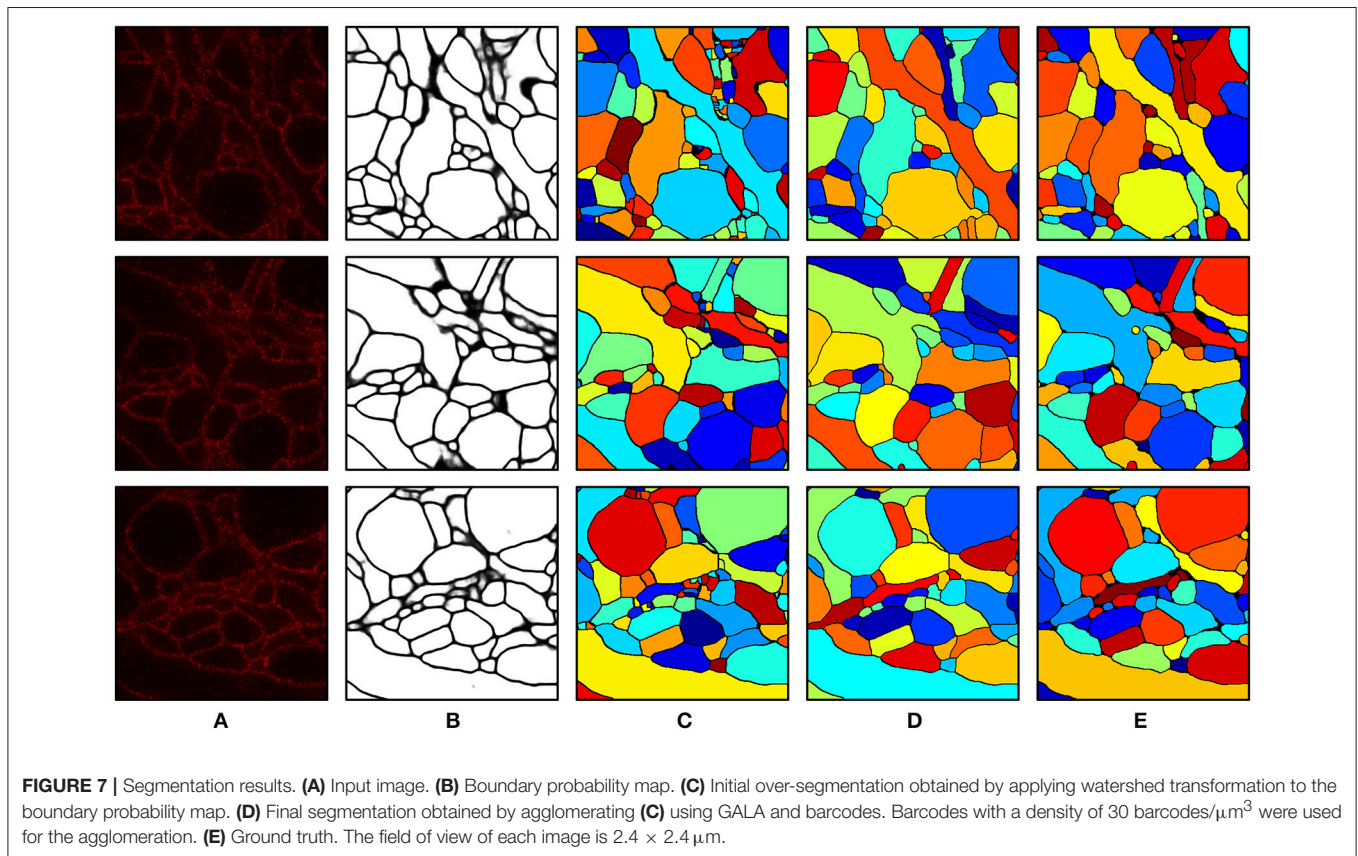 A B C D E
FIGURE 7 | Segmentation results. (A) Input image. (B) Boundary probability map. (C) Initial over-segmentation obtained by applying watershed transformation to the
boundary probability map. (D) Final segmentation obtained by agglomerating (C) using GALA and barcodes. Barcodes with a density of 30 barcodes/μm³ were used
for the agglomeration. (E) Ground truth. The field of view of each image is 2.4 × 2.4 μm.